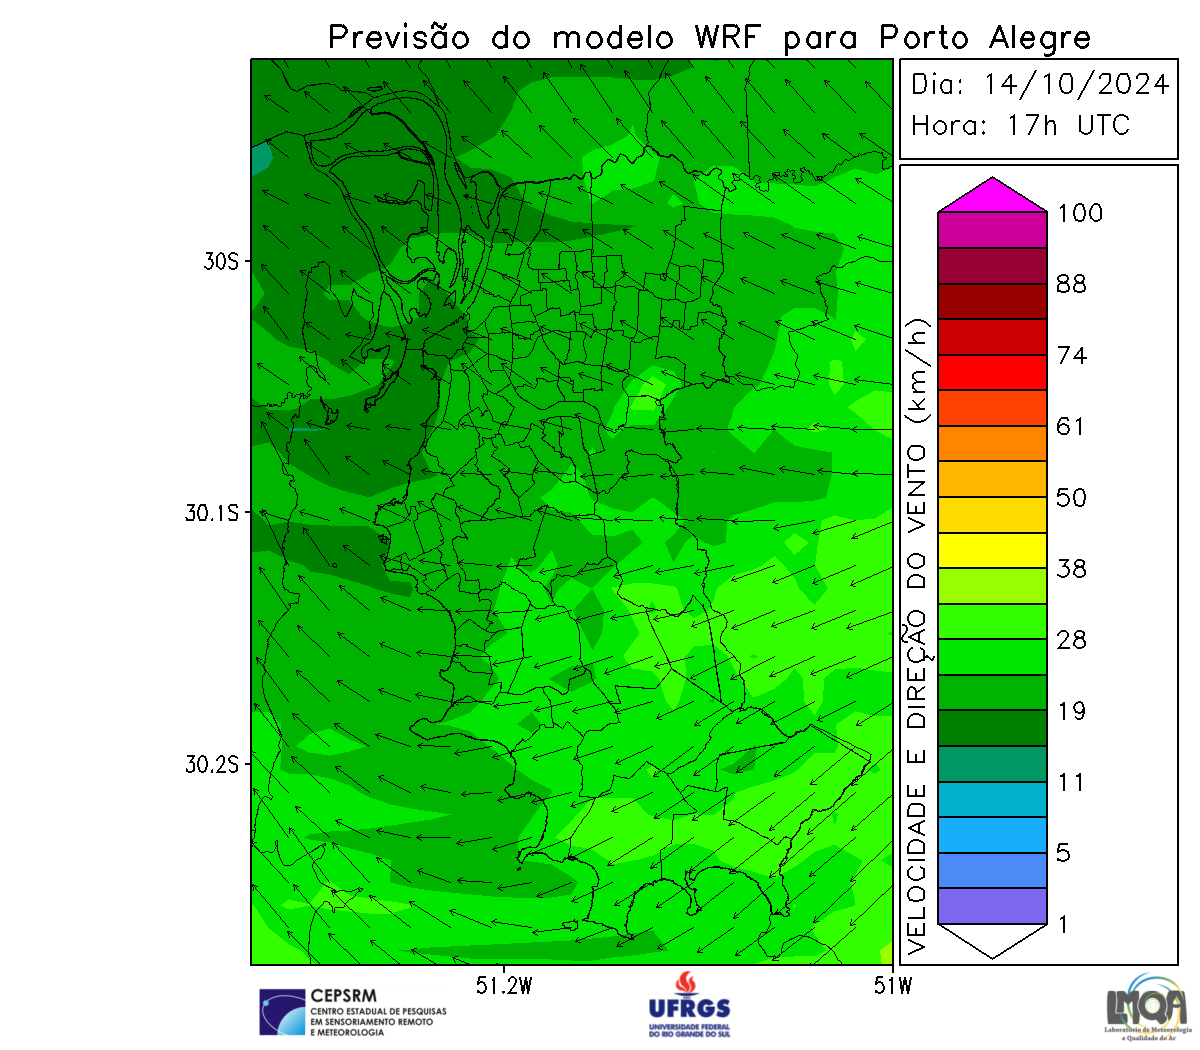 Previsão do modelo WRF para Porto Alegre
Dia: 14/10/2024
Hora: 17h UTC
30S
30.1S
30.2S
51.2W
51W
VELOCIDADE E DIREÇÃO DO VENTO (km/h)
100
88
74
61
50
38
28
19
11
5
1
CEPSRM
CENTRO ESTADUAL DE PESQUISAS
EM SENSORIAMENTO REMOTO
E METEOROLOGIA
UFRGS
UNIVERSIDADE FEDERAL
DO RIO GRANDE DO SUL
LMQA
Laboratório de Meteorologia
e Qualidade do Ar